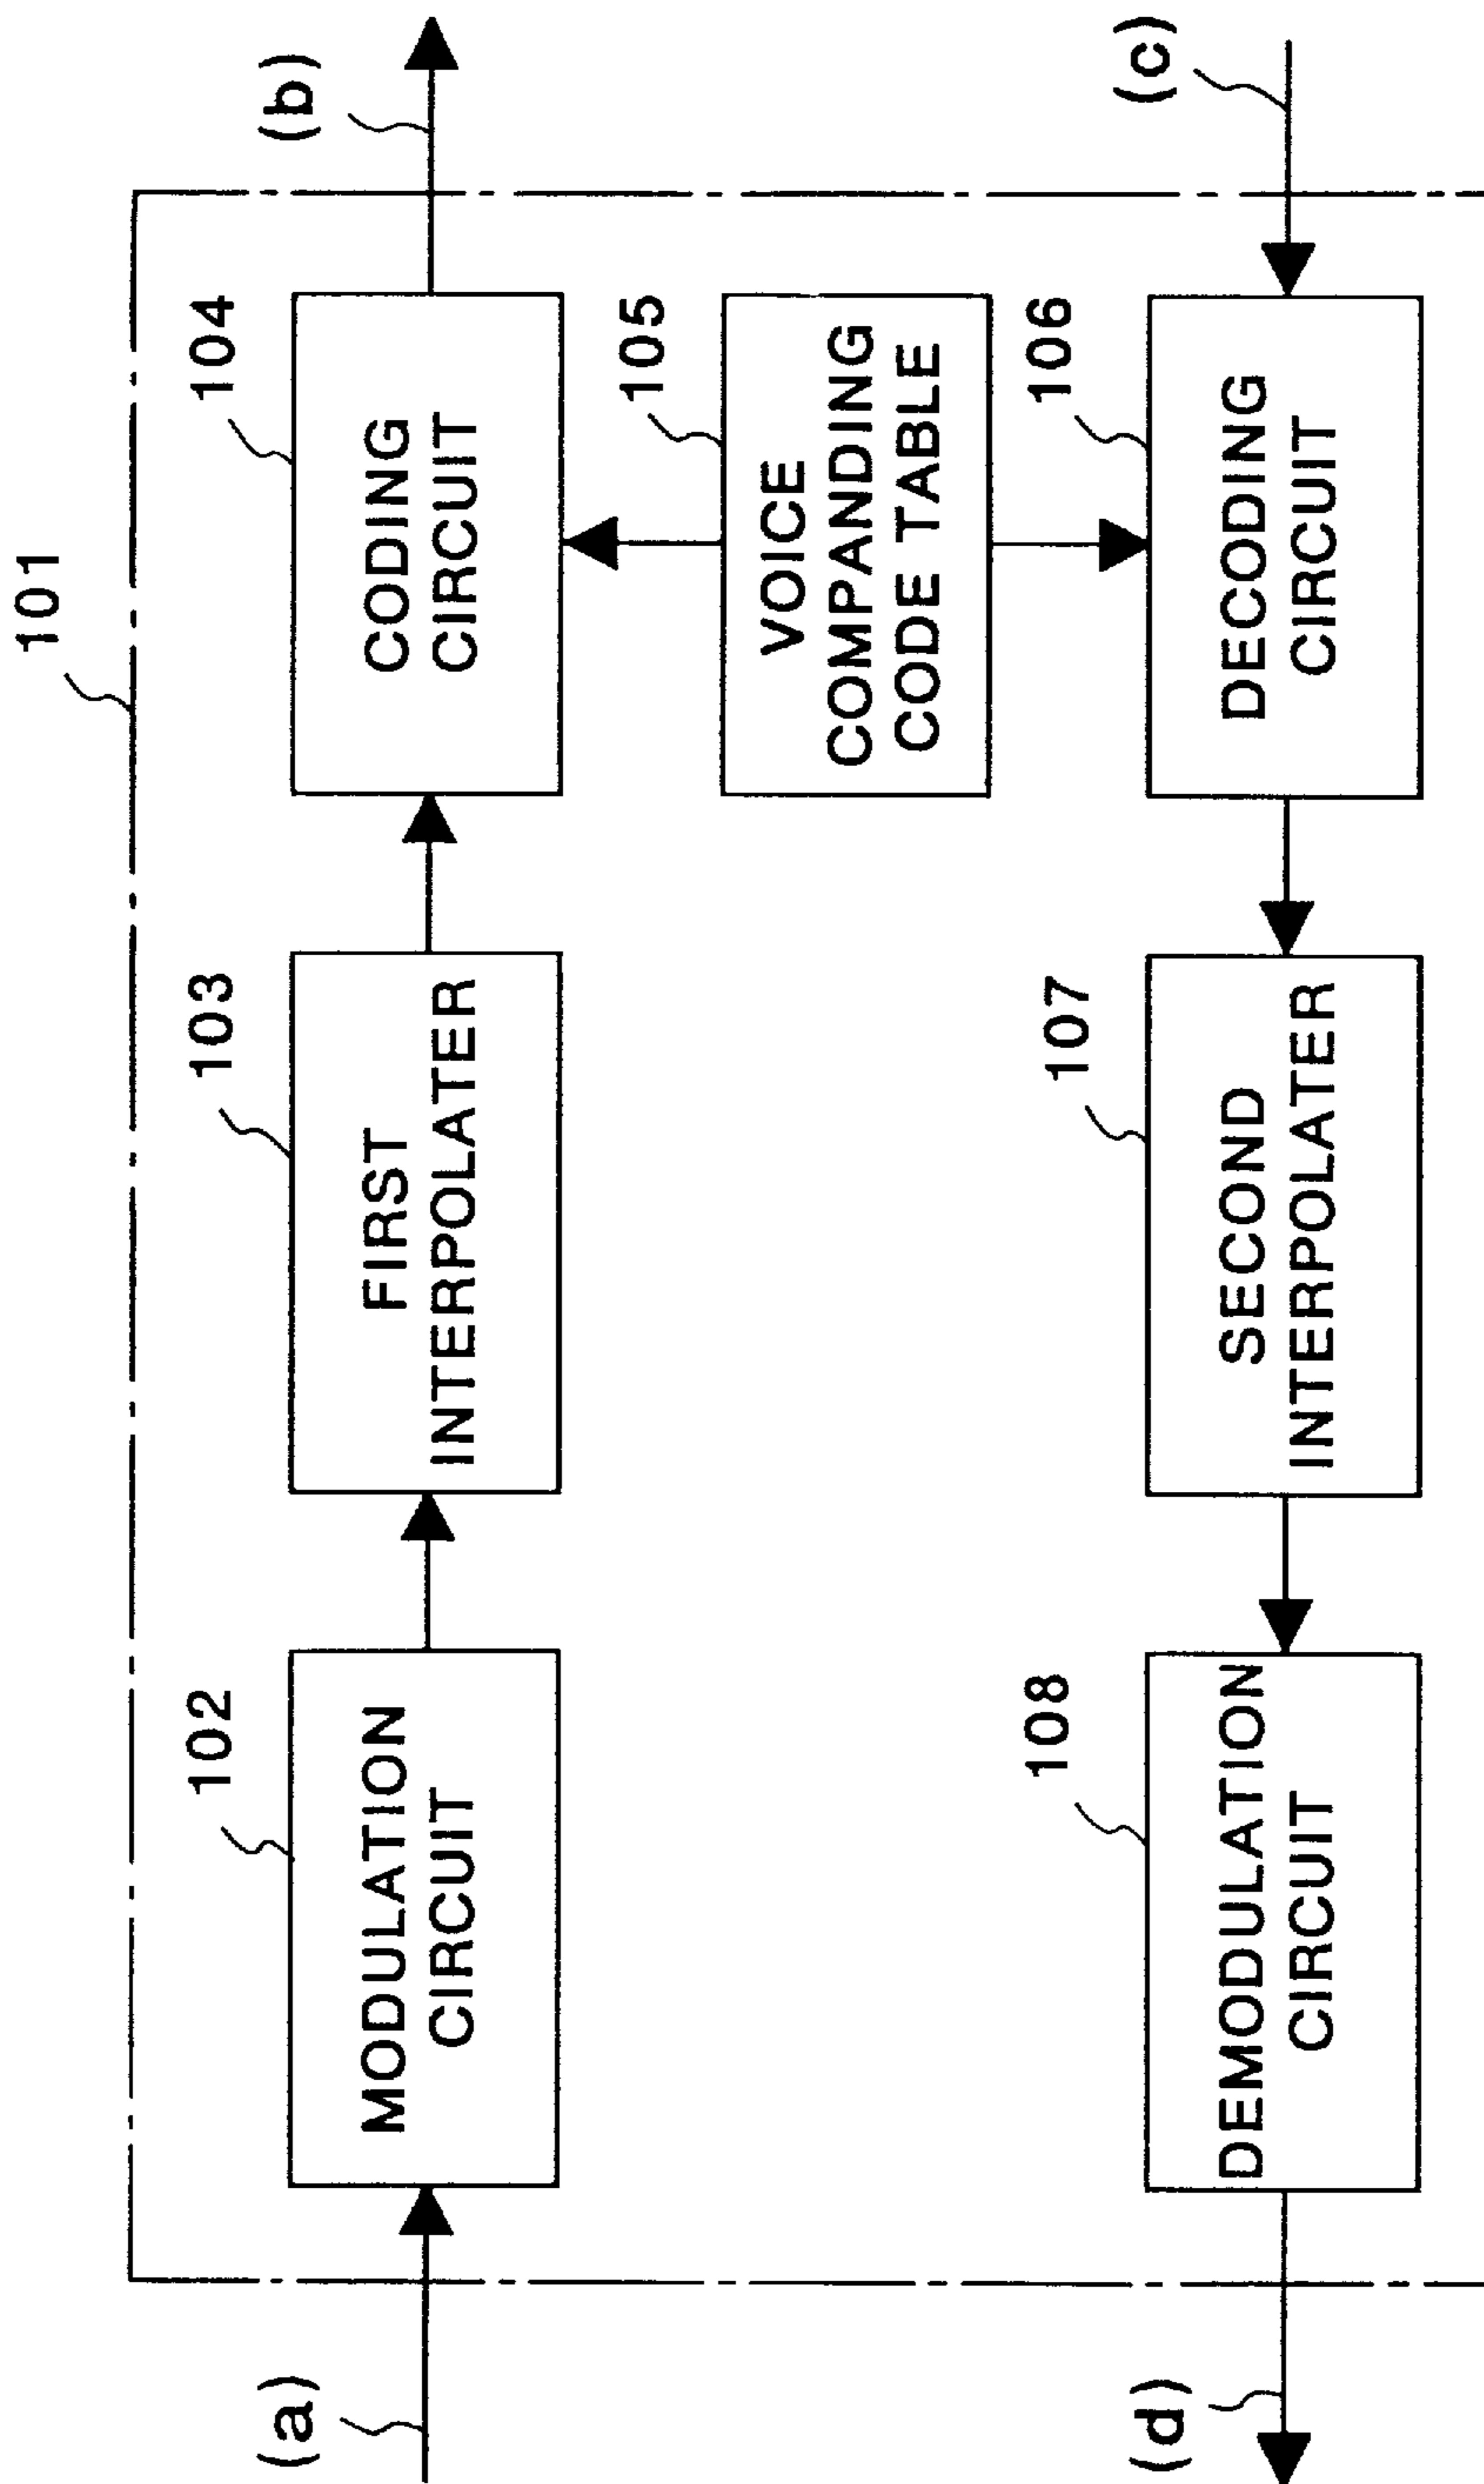 101
(a)
102
MODULATION
CIRCUIT
103
FIRST
INTERPOLATER
104
CODING
CIRCUIT
(b)
105
VOICE
COMPANDING
CODE TABLE
(d)
108
DEMODULATION
CIRCUIT
107
SECOND
INTERPOLATER
106
DECODING
CIRCUIT
(c)